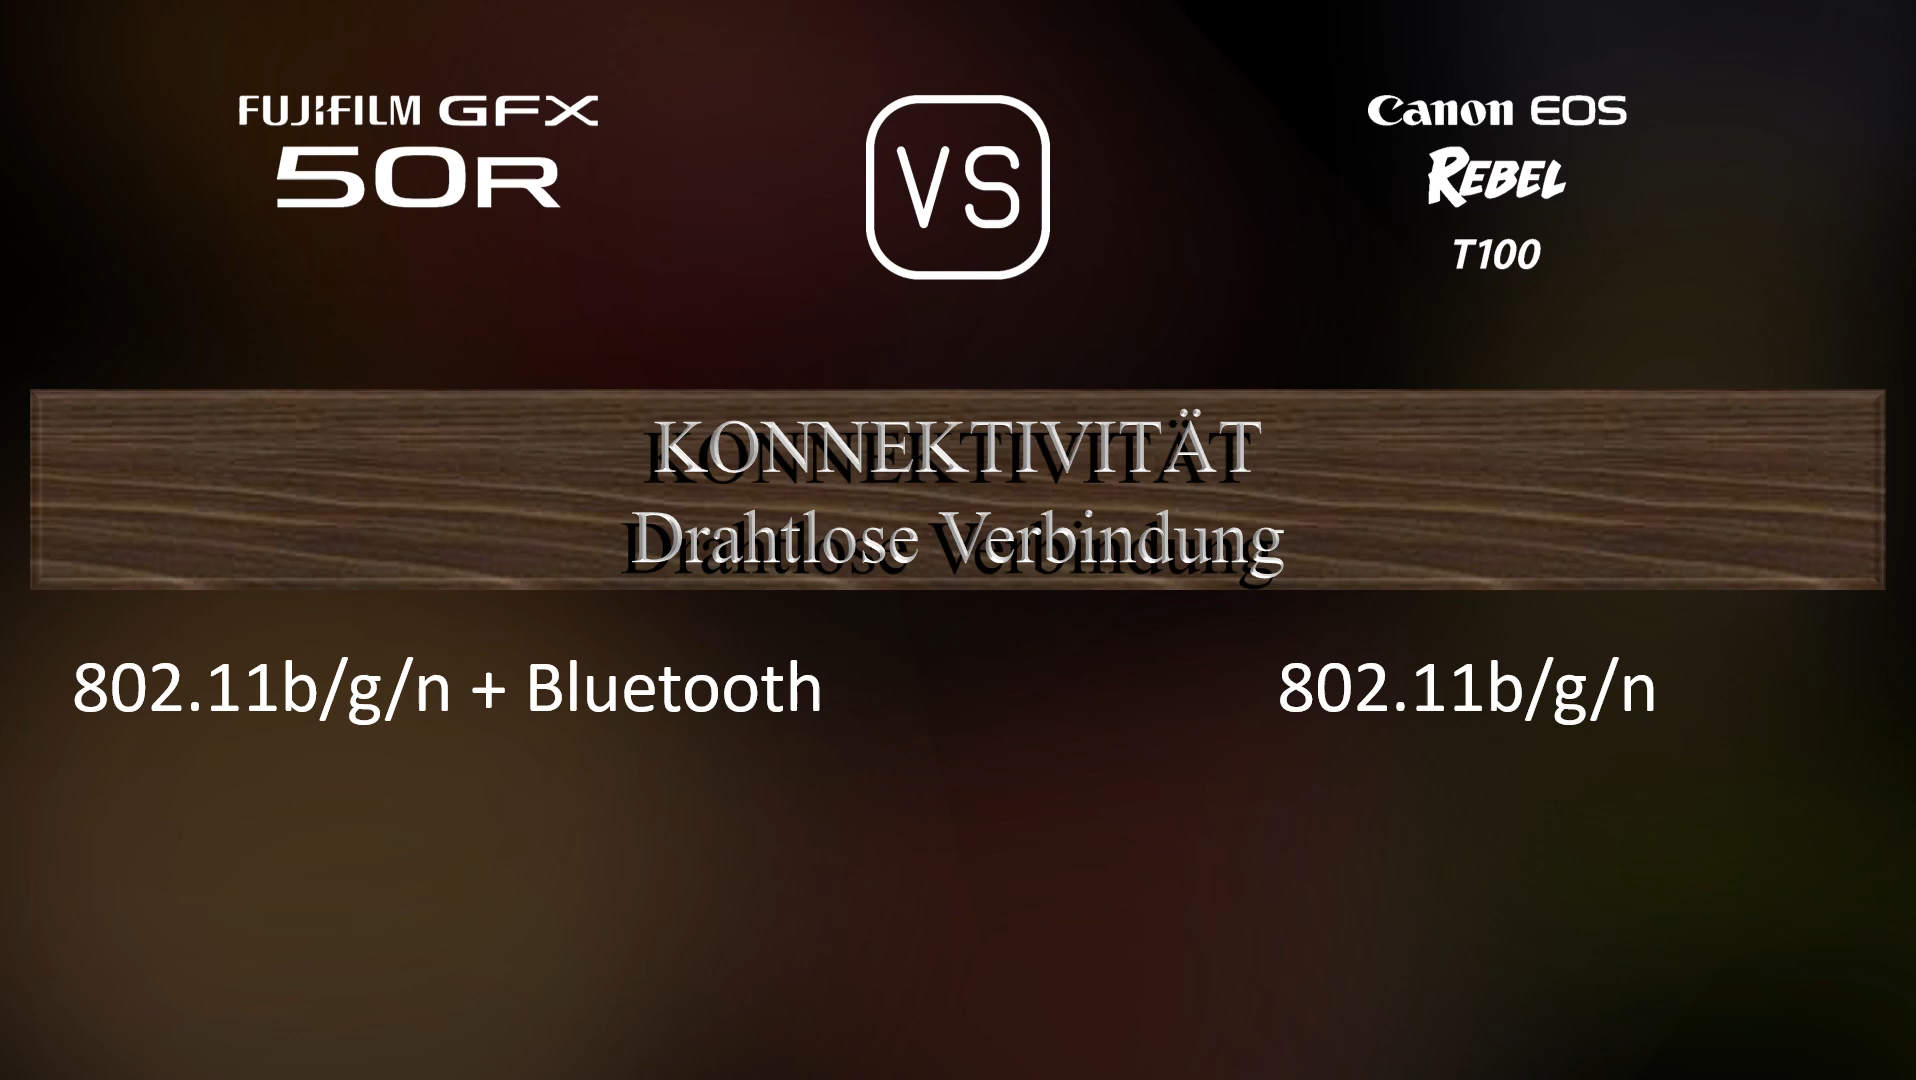 FUJIFILM GFX
50R
VS
Canon EOS
REBEL
T100
KONNEKTIVITÄT
Drahtlose Verbindung
802.11b/g/n + Bluetooth
802.11b/g/n